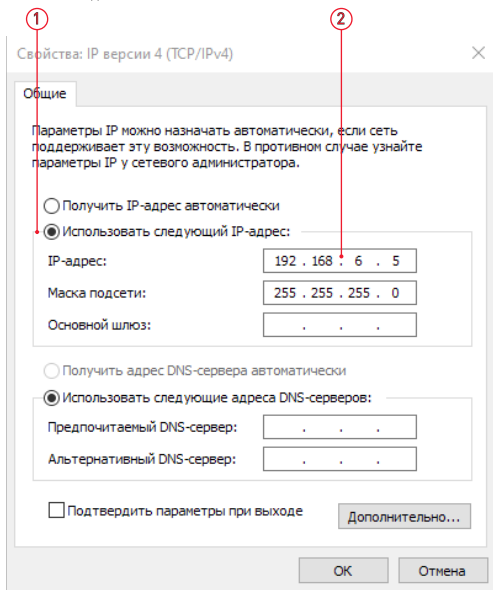 1 2
Свойства: IP версии 4 (TCP/IPv4)
Общие
Параметры IP можно назначать автоматически, если сеть
поддерживает эту возможность. В противном случае узнайте
параметры IP у сетевого администратора.
Получить IP-адрес автоматически
Использовать следующий IP-адрес:
IP-адрес: 192 . 168 . 6 . 5
Маска подсети: 255 . 255 . 255 . 0
Основной шлюз: . . .
Получить адрес DNS-сервера автоматически
Использовать следующие адреса DNS-серверов:
Предпочитаемый DNS-сервер: . . .
Альтернативный DNS-сервер: . . .
Подтвердить параметры при выходе Дополнительно...
ОК Отмена